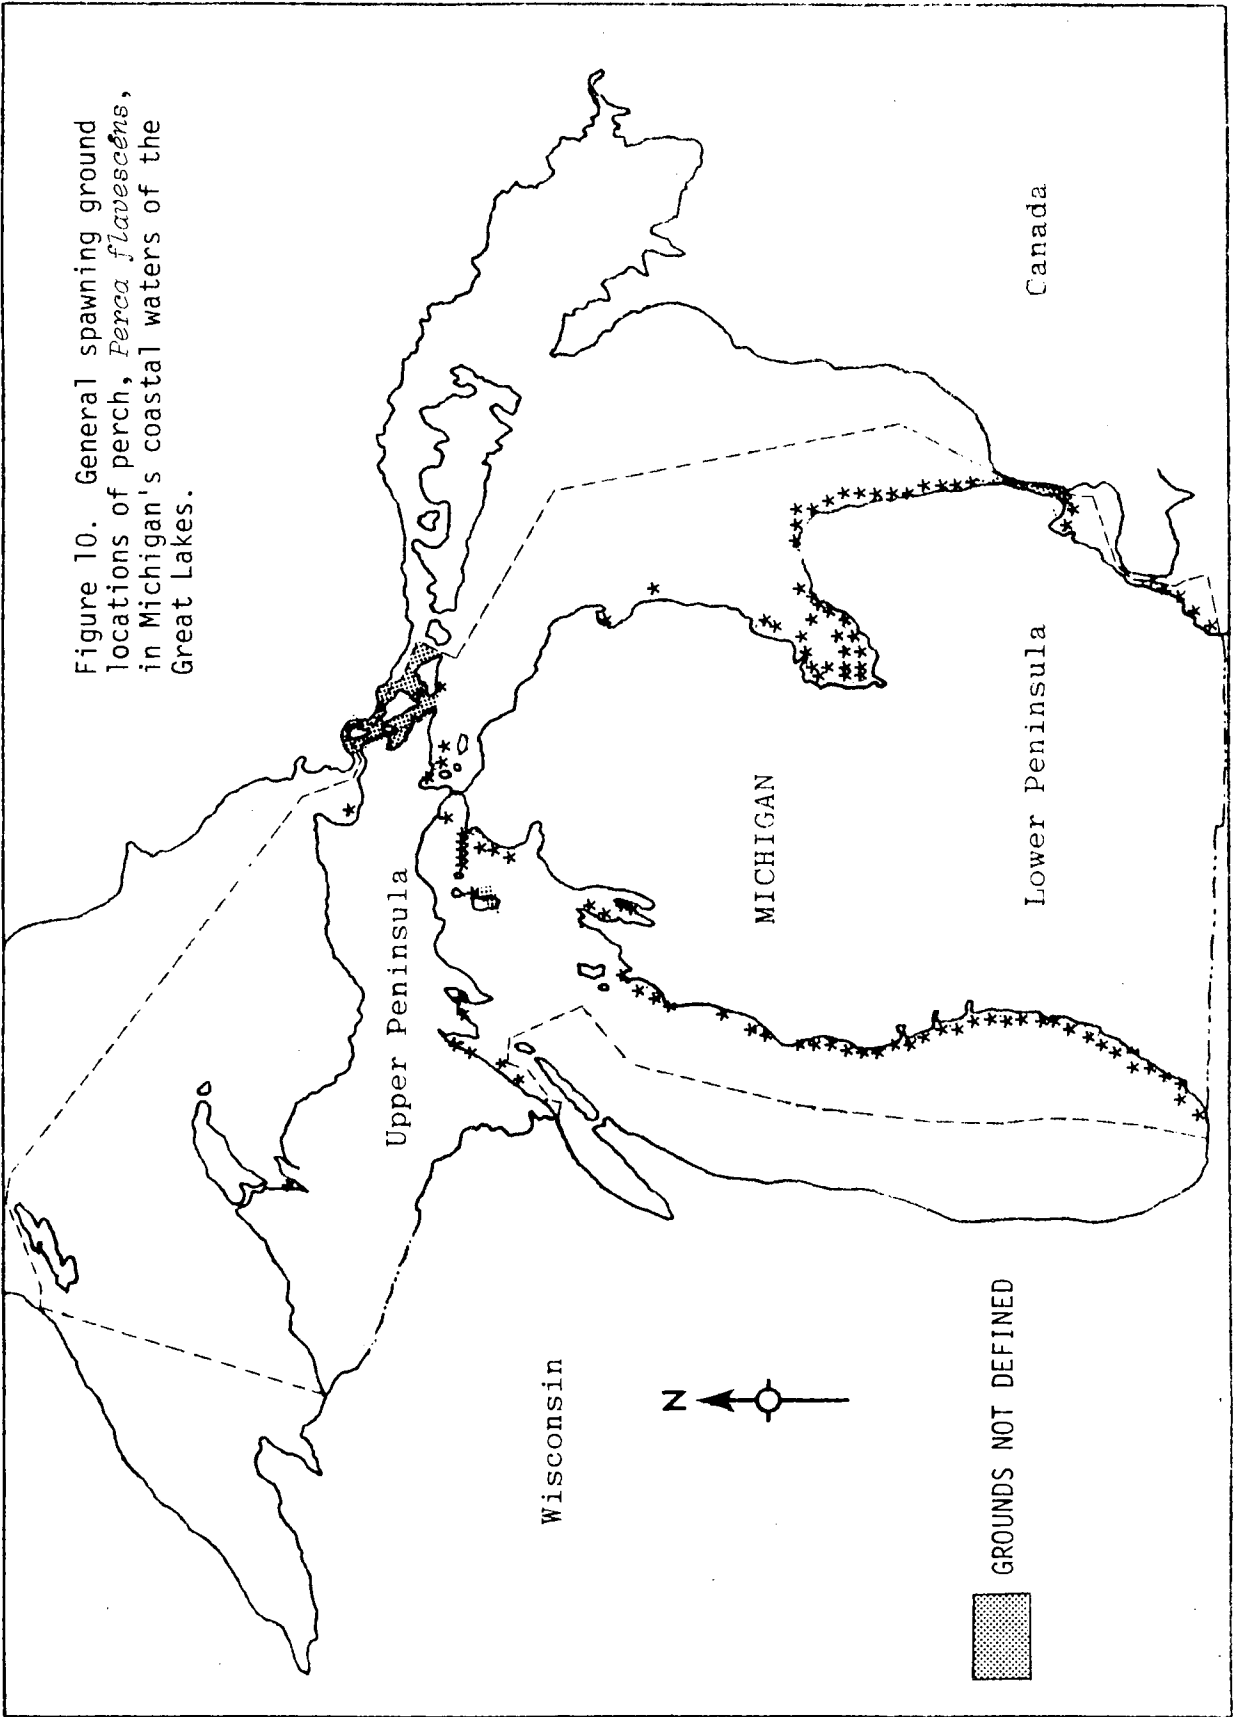 Figure 10. General spawning ground
locations of perch, Perca flavescens,
in Michigan's coastal waters of the
Great Lakes.
Canada
Upper Peninsula
MICHIGAN
Lower Peninsula
Wisconsin
N
GROUNDS NOT DEFINED